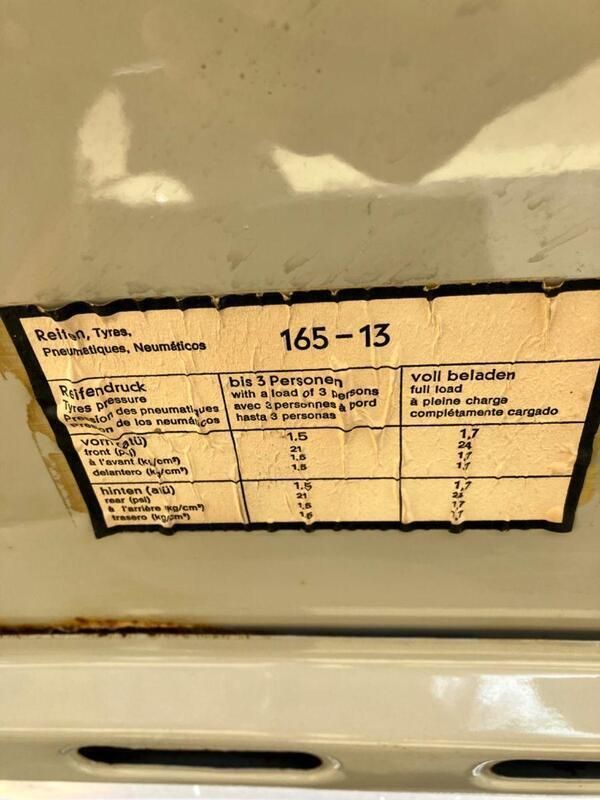 Reifen, Tyres,
Pneumatiques, Neumáticos
165 – 13
Reifendruck
Tyres pressure
Pression des pneumatiques
de los neumáticos
bis 3 Personen
with a load of 3 persons
avec 3 personnes à bord
hasta 3 personas
voll beladen
full load
à pleine charge
complétamente cargado
vorn (atü)
front (psi)
à l'avant (kg/cm²)
delantero (kg/cm²)
1.5
21
1.5
1.5
1,7
24
1,7
1,7
hinten (atü)
rear (psi)
à l'arrière (kg/cm²)
trasero (kg/cm²)
1.5
21
1.5
1.5
1,7
24
1,7
1,7